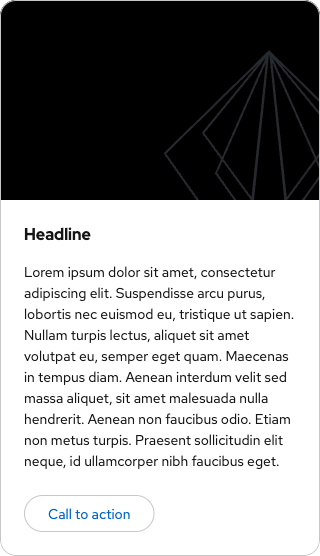 Headline
Lorem ipsum dolor sit amet, consectetur
adipiscing elit. Suspendisse arcu purus,
lobortis nec euismod eu, tristique ut sapien.
Nullam turpis lectus, aliquet sit amet
volutpat eu, semper eget quam. Maecenas
in tempus diam. Aenean interdum velit sed
massa aliquet, sit amet malesuada nulla
hendrerit. Aenean non faucibus odio. Etiam
non metus turpis. Praesent sollicitudin elit
neque, id ullamcorper nibh faucibus eget.
Call to action